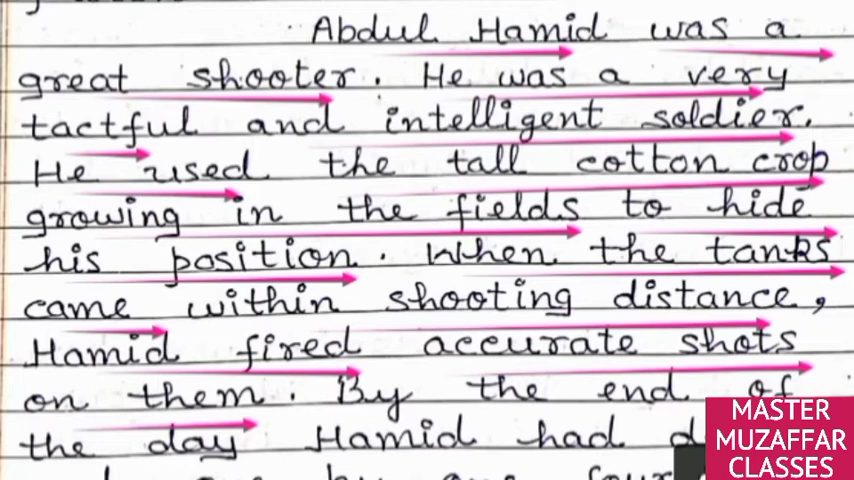 Abdul Hamid was a
great shooter. He was a very
tactful and intelligent soldier.
He used the tall cotton crop
growing in the fields to hide
his position. When the tanks
came within shooting distance,
Hamid fired accurate shots
on them. By the end of
the day Hamid had
MASTER
MUZAFFAR
CLASSES